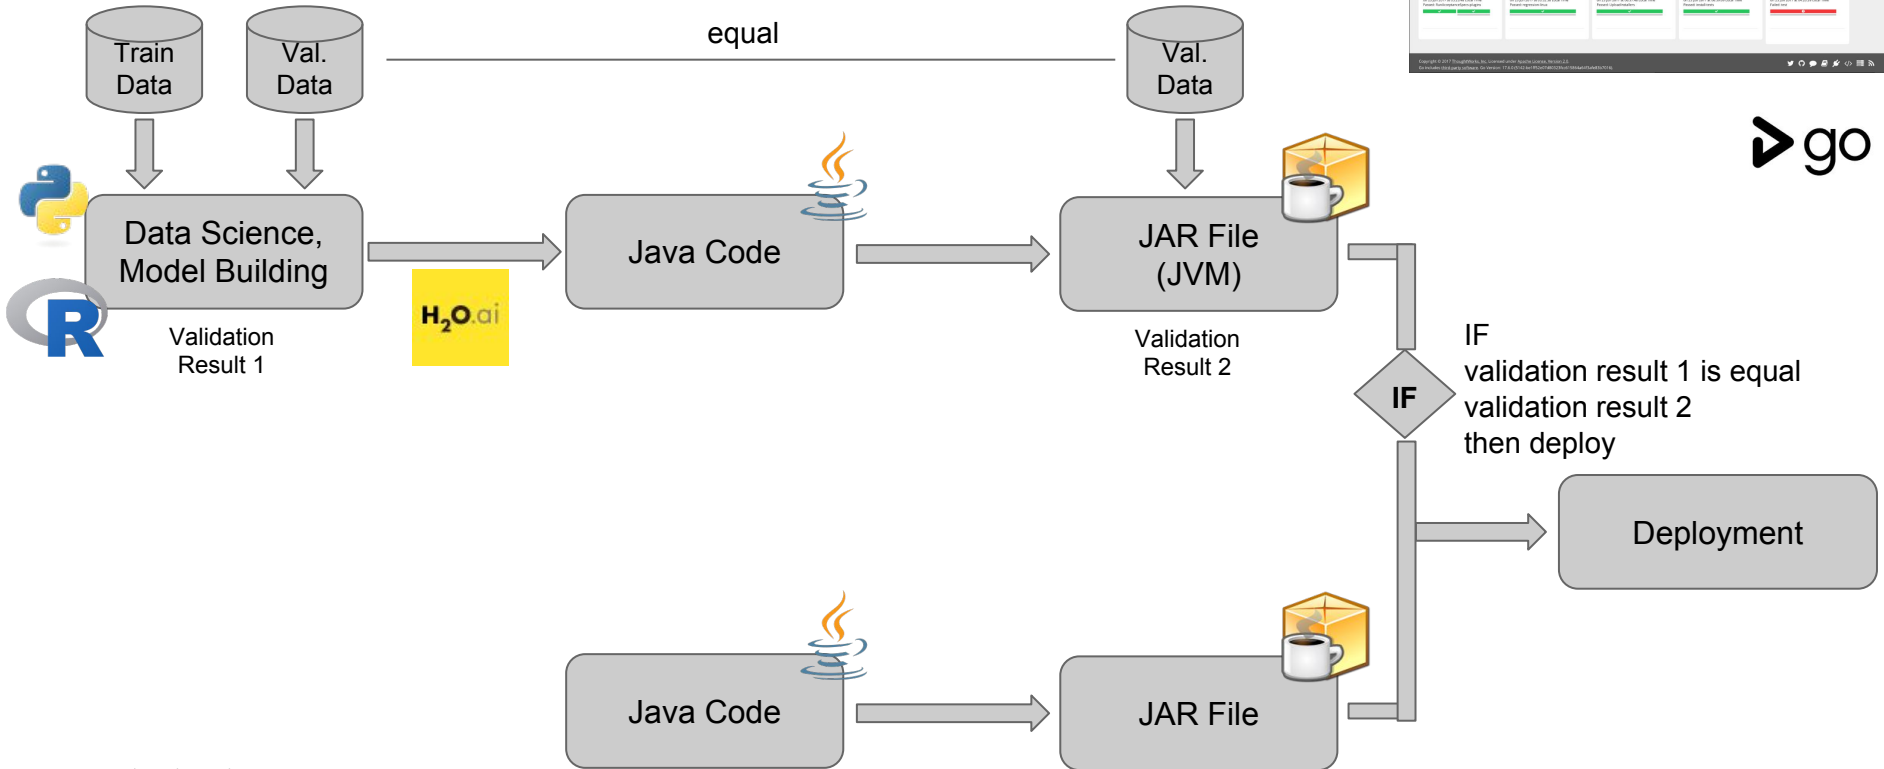 Train
Data
Val.
Data
equal
Val.
Data
go
Data Science,
Model Building
Java Code
JAR File
(JVM)
R
H2O.ai
Validation
Result 1
Validation
Result 2
IF
IF
validation result 1 is equal
validation result 2
then deploy
Deployment
Java Code
JAR File